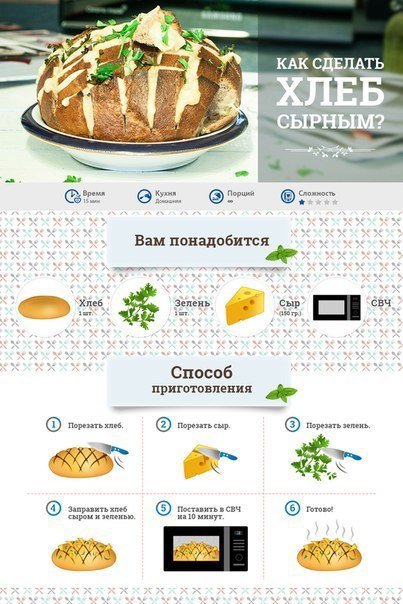 КАК СДЕЛАТЬ
ХЛЕБ
СЫРНЫМ?
Время
15 мин
Кухня
Домашняя
Порций
∞
Сложность
Вам понадобится
Хлеб
1 шт.
Зелень
1 шт.
Сыр
(150 гр.)
СВЧ
Способ
приготовления
1 Порезать хлеб.
2 Порезать сыр.
3 Порезать зелень.
4 Заправить хлеб
сыром и зеленью.
5 Поставить в СВЧ
на 10 минут.
6 Готово!